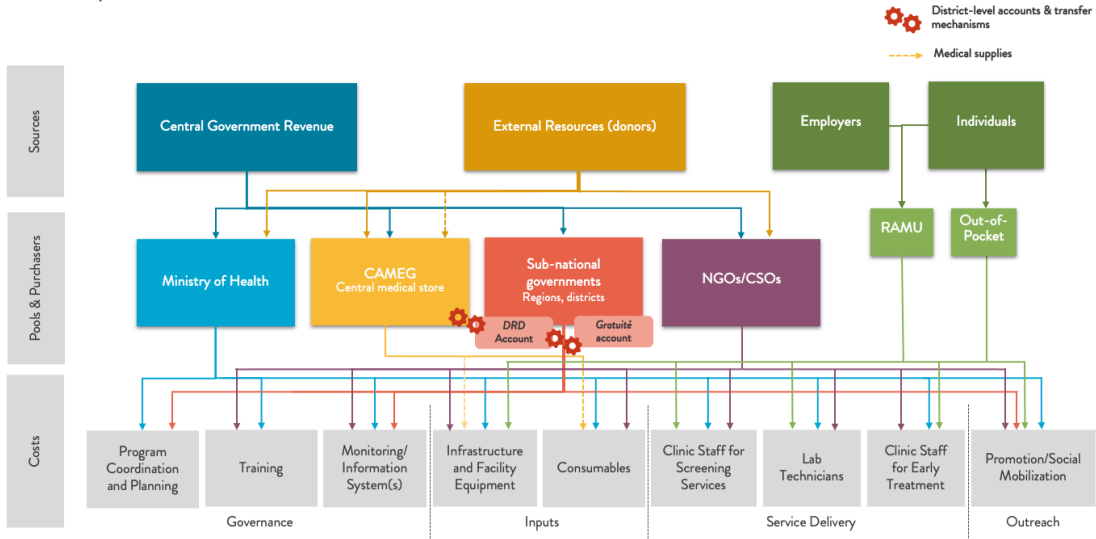 District-level accounts & transfer
mechanisms
Medical supplies
Sources
Central Government Revenue
External Resources (donors)
Employers
Individuals
Pools & Purchasers
RAMU
Out-of-
Pocket
Ministry of Health
CAMEG
Central medical store
Sub-national
governments
Regions, districts
NGOs/CSOs
DRD
Account
Gratuité
account
Costs
Program
Coordination
and Planning
Training
Monitoring/
Information
System(s)
Infrastructure
and Facility
Equipment
Consumables
Clinic Staff for
Screening
Services
Lab
Technicians
Clinic Staff
for Early
Treatment
Promotion/Social
Mobilization
Governance
Inputs
Service Delivery
Outreach